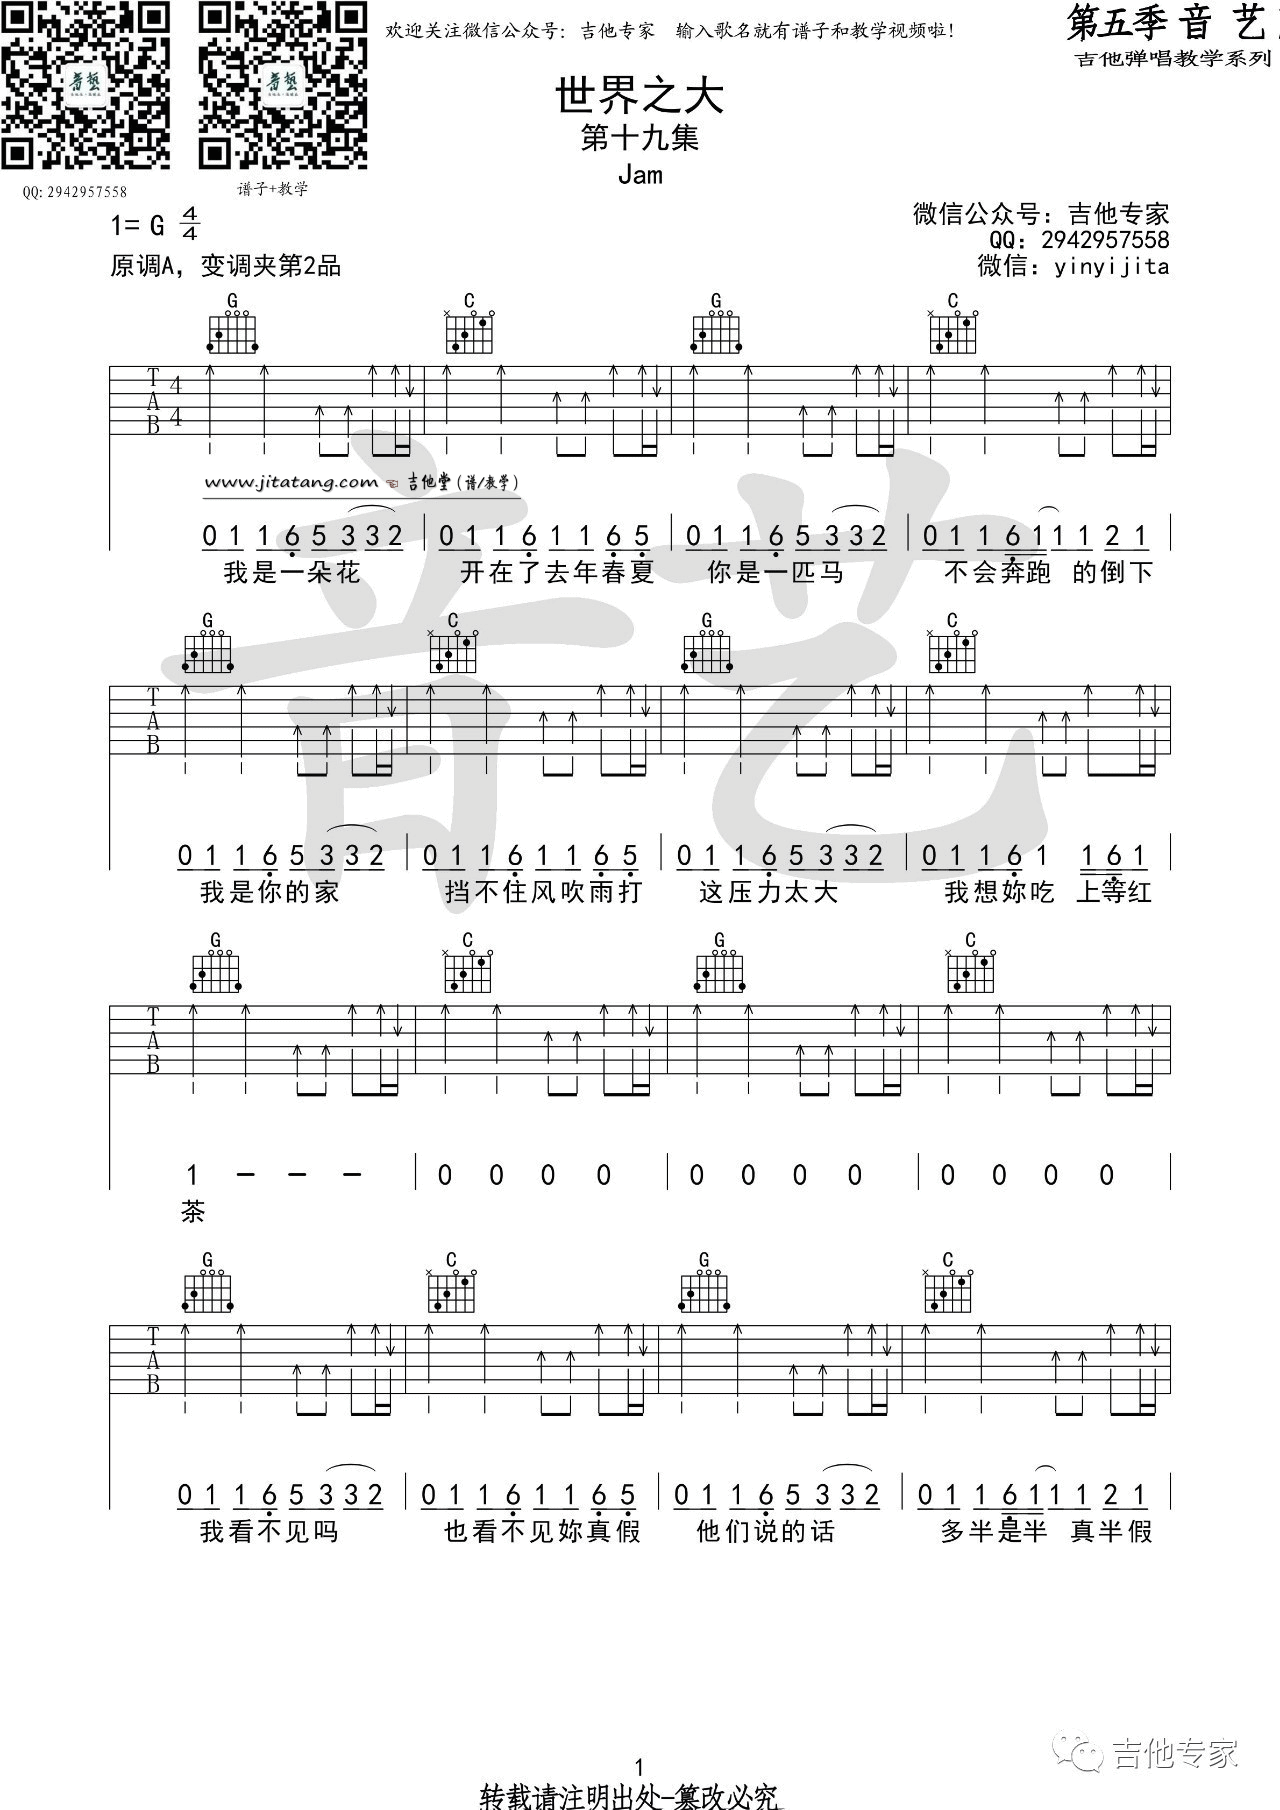 欢迎关注微信公众号：吉他专家　输入歌名就有谱子和教学视频啦！
第五季音艺
吉他弹唱教学系列
音艺
音艺
世界之大
第十九集
Jam
QQ: 2942957558
谱子+教学
1= G 4/4
原调A，变调夹第2品
微信公众号：吉他专家
QQ：2942957558
微信：yinyijita
G C G C
T A B 4 4
www.jitatang.com 吉他堂（谱/教学）
0 1 1 6 5 3 3 2 0 1 1 6 1 1 6 5 0 1 1 6 5 3 3 2 0 1 1 6 1 1 2 1
我是一朵花 开在了去年春夏 你是一匹马 不会奔跑 的倒下
G C G C
T A B
0 1 1 6 5 3 3 2 0 1 1 6 1 1 6 5 0 1 1 6 5 3 3 2 0 1 1 6 1 1 6 1
我是你的家 挡不住风吹雨打 这压力太大 我想妳吃 上等红
G C G C
T A B
1 - - - 0 0 0 0 0 0 0 0 0 0 0 0
茶
G C G C
T A B
0 1 1 6 5 3 3 2 0 1 1 6 1 1 6 5 0 1 1 6 5 3 3 2 0 1 1 6 1 1 2 1
我看不见吗 也看不见妳真假 他们说的话 多半是半 真半假
音艺
吉他专家
1
转载请注明出处-篡改必究